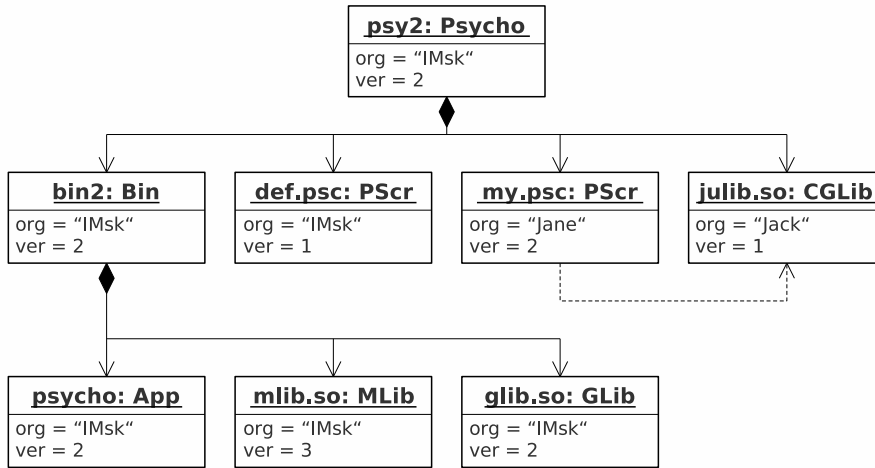 psy2: Psycho
org = “IMsk“
ver = 2
bin2: Bin
org = “IMsk“
ver = 2
def.psc: PScr
org = “IMsk“
ver = 1
my.psc: PScr
org = “Jane“
ver = 2
julib.so: CGLib
org = “Jack“
ver = 1
psycho: App
org = “IMsk“
ver = 2
mlib.so: MLib
org = “IMsk“
ver = 3
glib.so: GLib
org = “IMsk“
ver = 2